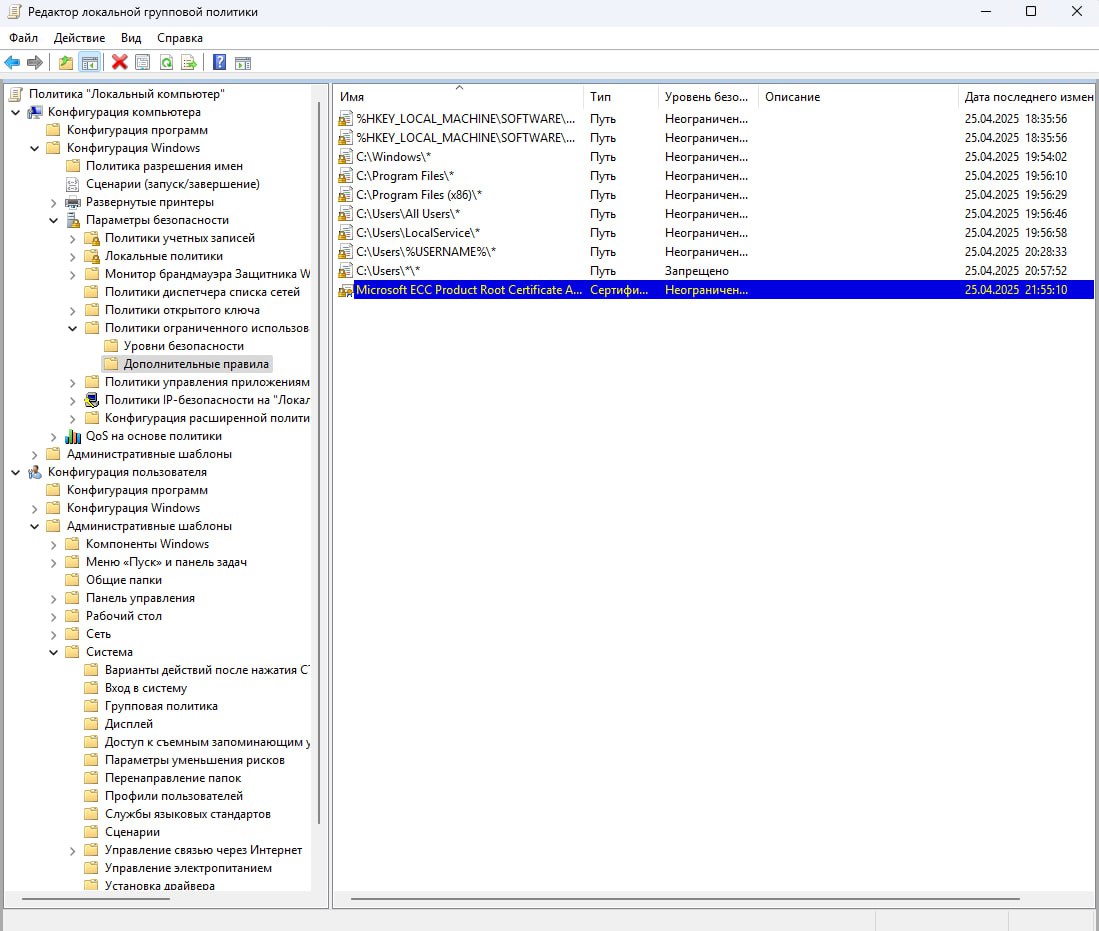 Редактор локальной групповой политики
Файл Действие Вид Справка
Политика "Локальный компьютер"
Конфигурация компьютера
Конфигурация программ
Конфигурация Windows
Политика разрешения имен
Сценарии (запуск/завершение)
Развернутые принтеры
Параметры безопасности
Политики учетных записей
Локальные политики
Монитор брандмауэра Защитника W
Политики диспетчера списка сетей
Политики открытого ключа
Политики ограниченного использов
Уровни безопасности
Дополнительные правила
Политики управления приложениям
Политики IP-безопасности на "Локал
Конфигурация расширенной полити
QoS на основе политики
Административные шаблоны
Конфигурация пользователя
Конфигурация программ
Конфигурация Windows
Административные шаблоны
Компоненты Windows
Меню «Пуск» и панель задач
Общие папки
Панель управления
Рабочий стол
Сеть
Система
Варианты действий после нажатия CT
Вход в систему
Групповая политика
Дисплей
Доступ к съемным запоминающим у
Параметры уменьшения рисков
Перенаправление папок
Профили пользователей
Службы языковых стандартов
Сценарии
Управление связью через Интернет
Управление электропитанием
Установка драйвера
Имя Тип Уровень безо... Описание Дата последнего измен
%HKEY_LOCAL_MACHINE\SOFTWARE\... Путь Неограничен... 25.04.2025 18:35:56
%HKEY_LOCAL_MACHINE\SOFTWARE\... Путь Неограничен... 25.04.2025 18:35:56
C:\Windows\* Путь Неограничен... 25.04.2025 19:54:02
C:\Program Files\* Путь Неограничен... 25.04.2025 19:56:10
C:\Program Files (x86)\* Путь Неограничен... 25.04.2025 19:56:29
C:\Users\All Users\* Путь Неограничен... 25.04.2025 19:56:46
C:\Users\LocalService\* Путь Неограничен... 25.04.2025 19:56:58
C:\Users\%USERNAME%\* Путь Неограничен... 25.04.2025 20:28:33
C:\Users\*\* Путь Запрещено 25.04.2025 20:57:52
Microsoft ECC Product Root Certificate A... Сертифи... Неограничен... 25.04.2025 21:55:10